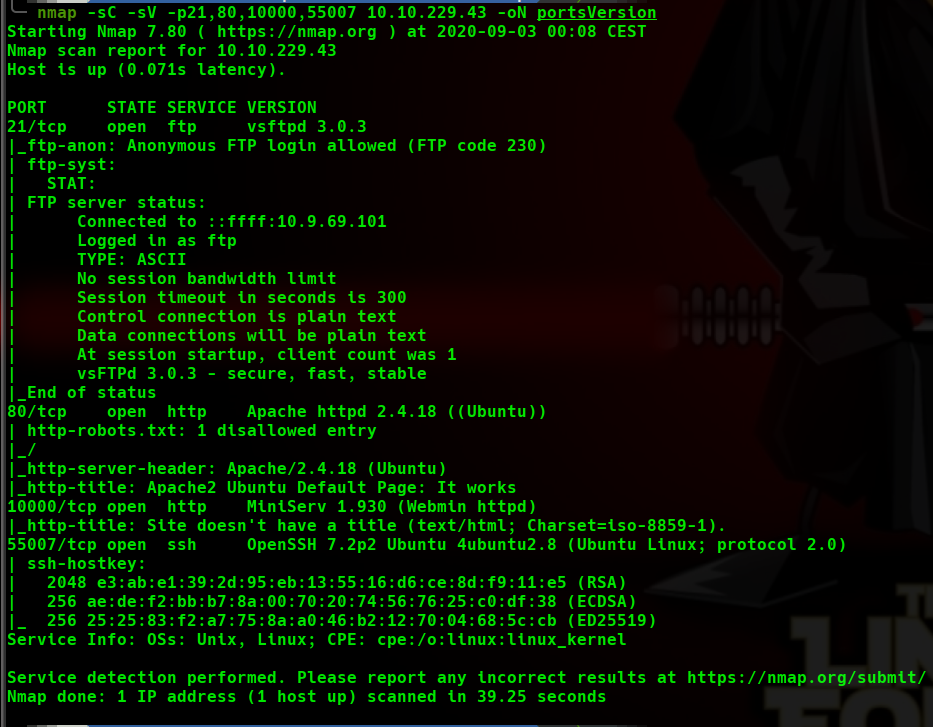 nmap -sC -sV -p21,80,10000,55007 10.10.229.43 -oN portsVersion
Starting Nmap 7.80 ( https://nmap.org ) at 2020-09-03 00:08 CEST
Nmap scan report for 10.10.229.43
Host is up (0.071s latency).
PORT      STATE SERVICE VERSION
21/tcp    open  ftp     vsftpd 3.0.3
|_ftp-anon: Anonymous FTP login allowed (FTP code 230)
| ftp-syst:
|   STAT:
| FTP server status:
|      Connected to ::ffff:10.9.69.101
|      Logged in as ftp
|      TYPE: ASCII
|      No session bandwidth limit
|      Session timeout in seconds is 300
|      Control connection is plain text
|      Data connections will be plain text
|      At session startup, client count was 1
|      vsFTPd 3.0.3 - secure, fast, stable
|_End of status
80/tcp    open  http    Apache httpd 2.4.18 ((Ubuntu))
| http-robots.txt: 1 disallowed entry
|_/
|_http-server-header: Apache/2.4.18 (Ubuntu)
|_http-title: Apache2 Ubuntu Default Page: It works
10000/tcp open  http    MiniServ 1.930 (Webmin httpd)
|_http-title: Site doesn't have a title (text/html; Charset=iso-8859-1).
55007/tcp open  ssh     OpenSSH 7.2p2 Ubuntu 4ubuntu2.8 (Ubuntu Linux; protocol 2.0)
| ssh-hostkey:
|   2048 e3:ab:e1:39:2d:95:eb:13:55:16:d6:ce:8d:f9:11:e5 (RSA)
|   256 ae:de:f2:bb:b7:8a:00:70:20:74:56:76:25:c0:df:38 (ECDSA)
|_  256 25:25:83:f2:a7:75:8a:a0:46:b2:12:70:04:68:5c:cb (ED25519)
Service Info: OSs: Unix, Linux; CPE: cpe:/o:linux:linux_kernel
Service detection performed. Please report any incorrect results at https://nmap.org/submit/
Nmap done: 1 IP address (1 host up) scanned in 39.25 seconds